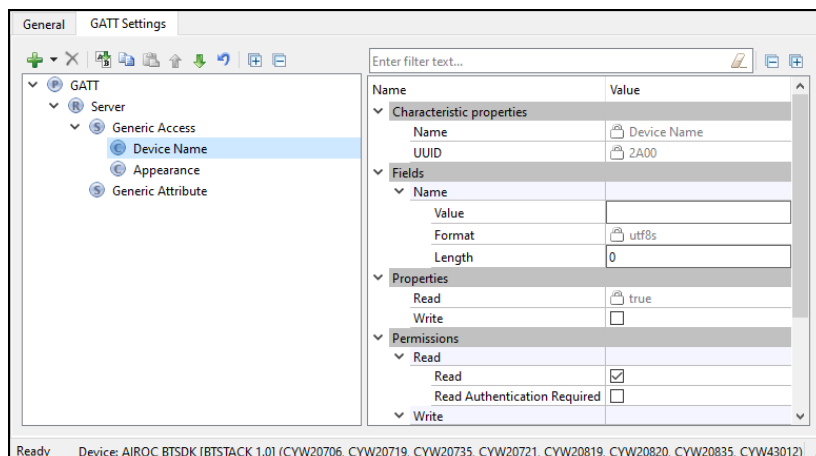 General GATT Settings
Enter filter text...
P GATT
R Server
S Generic Access
C Device Name
C Appearance
S Generic Attribute
Name Value
Characteristic properties
Name Device Name
UUID 2A00
Fields
Name
Value
Format utf8s
Length 0
Properties
Read true
Write
Permissions
Read
Read
Read Authentication Required
Write
Ready Device: AIROC BTSDK [BTSTACK 1.0] (CYW20706, CYW20719, CYW20735, CYW20721, CYW20819, CYW20820, CYW20835, CYW43012)